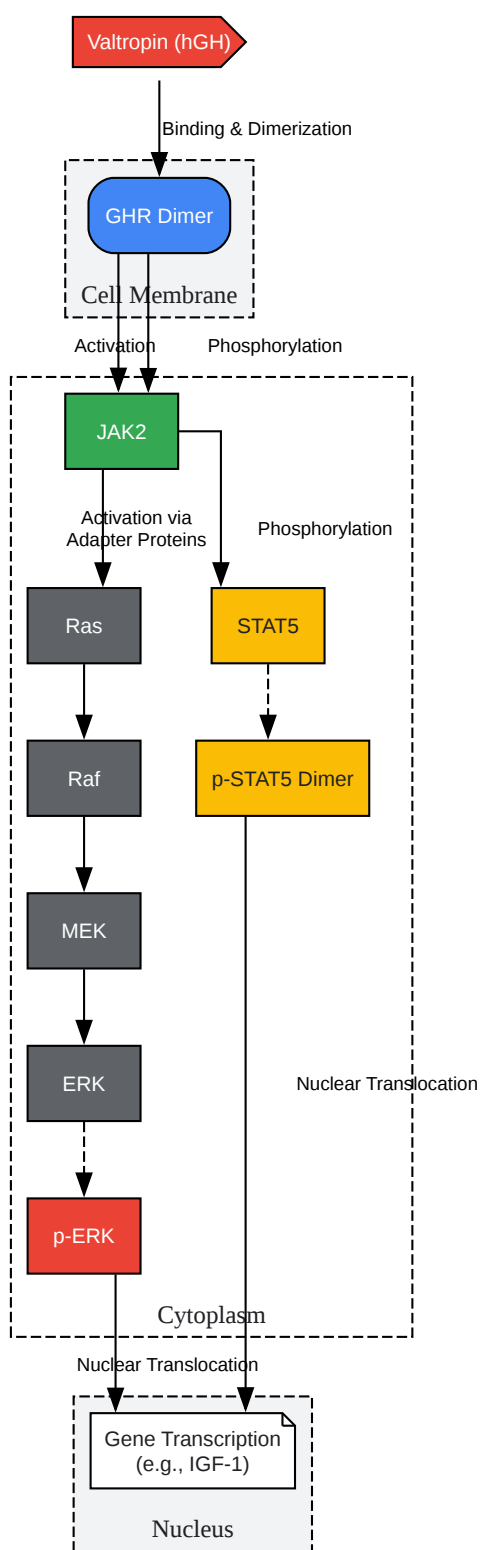 Valtropin (hGH)
Binding & Dimerization
GHR Dimer
Cell Membrane
Activation
Phosphorylation
JAK2
Activation via
Adapter Proteins
Phosphorylation
Ras
STAT5
Raf
p-STAT5 Dimer
MEK
ERK
Nuclear Translocation
p-ERK
Cytoplasm
Nuclear Translocation
Gene Transcription
(e.g., IGF-1)
Nucleus